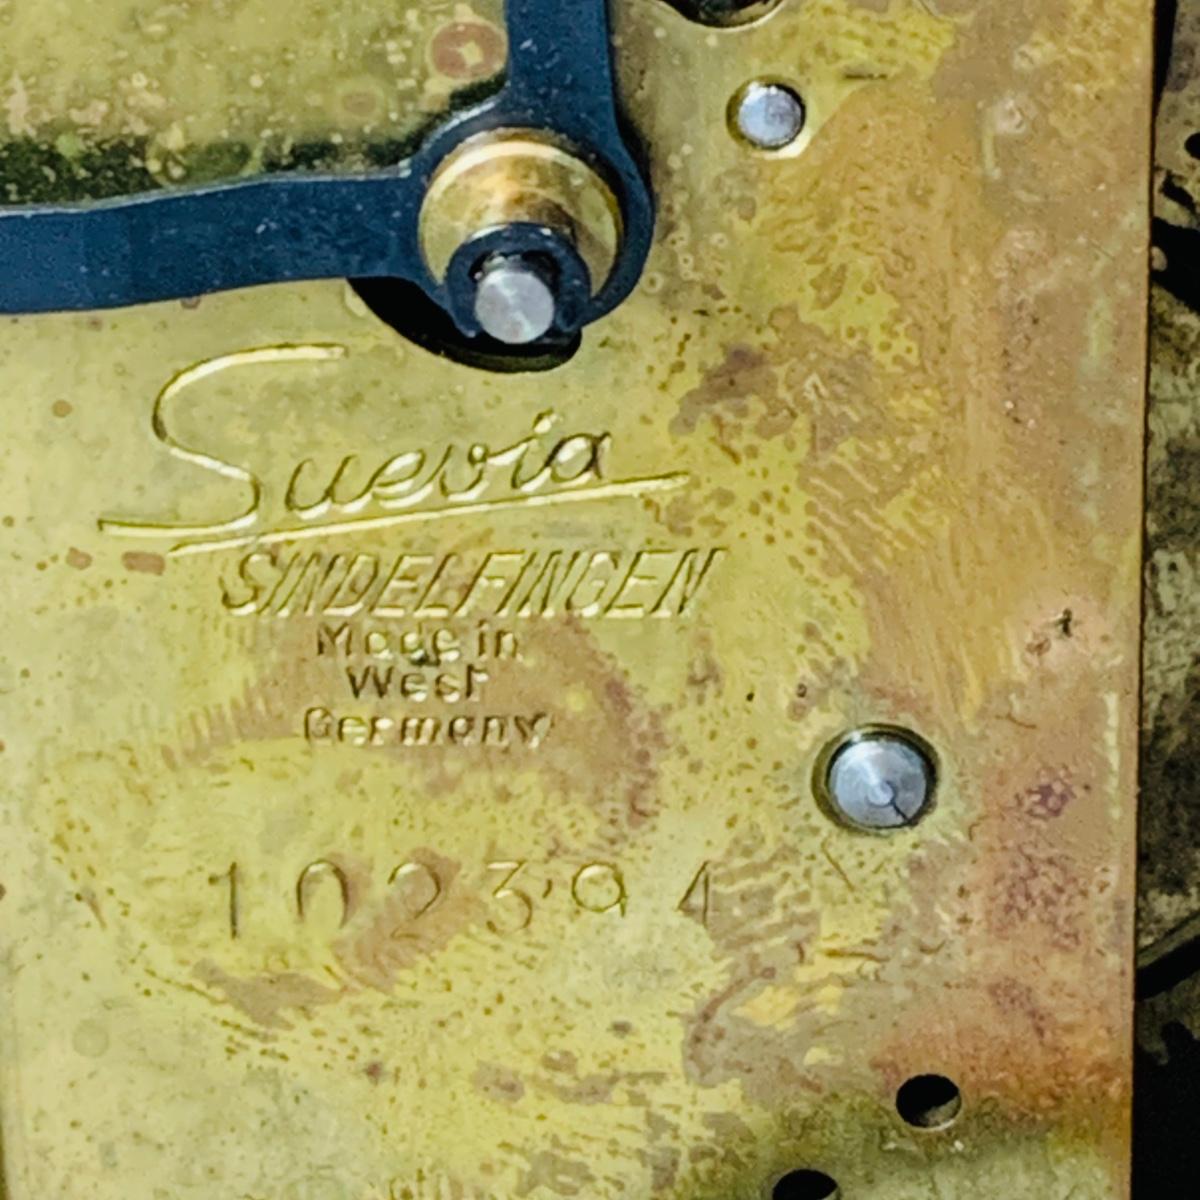 Suevia
SINDELFINGEN
Made in
West
Germany
102394